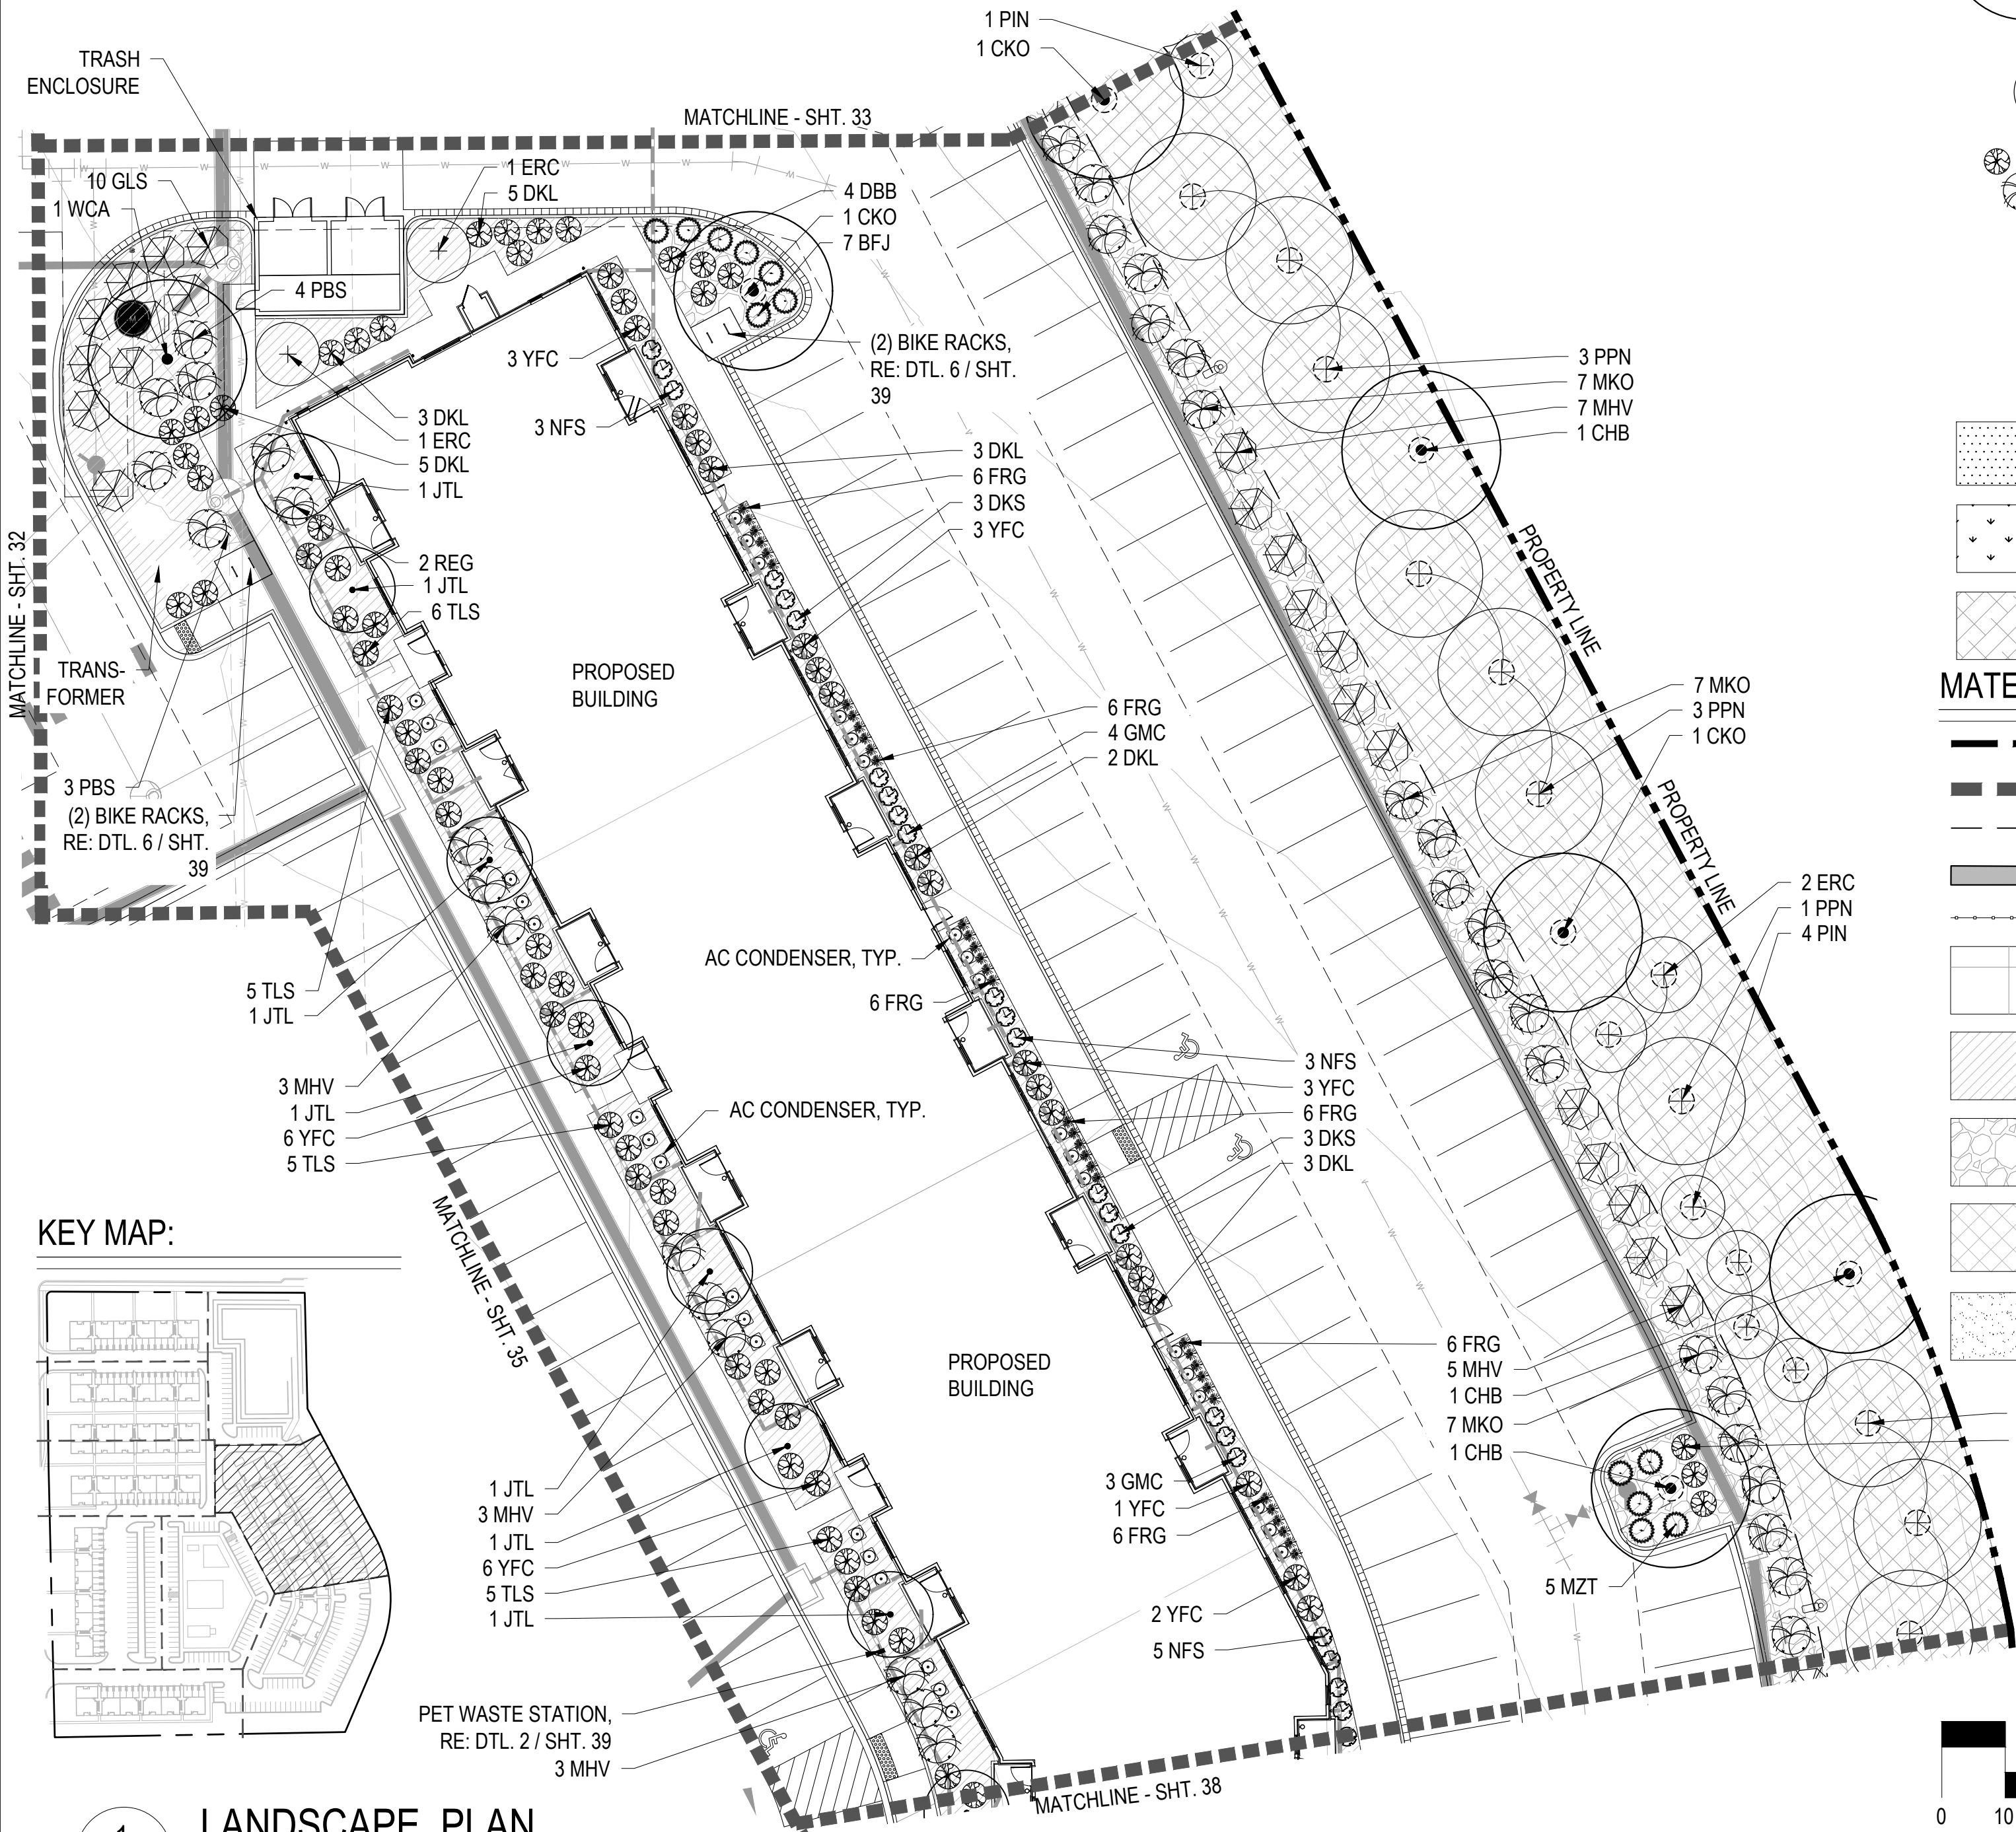 1 PIN
1 CKO
TRASH
ENCLOSURE
MATCHLINE - SHT. 33
10 GLS
1 WCA
1 ERC
5 DKL
4 DBB
1 CKO
7 BFJ
4 PBS
(2) BIKE RACKS,
RE: DTL. 6 / SHT.
39
3 YFC
3 NFS
3 DKL
1 ERC
5 DKL
1 JTL
3 DKL
6 FRG
3 DKS
3 YFC
3 PPN
7 MKO
7 MHV
1 CHB
MATCHLINE - SHT. 32
2 REG
1 JTL
6 TLS
PROPERTY LINE
TRANS-
FORMER
PROPOSED
BUILDING
6 FRG
4 GMC
2 DKL
7 MKO
3 PPN
1 CKO
MATE
PROPERTY LINE
3 PBS
(2) BIKE RACKS,
RE: DTL. 6 / SHT.
39
2 ERC
1 PPN
4 PIN
AC CONDENSER, TYP.
6 FRG
5 TLS
1 JTL
3 MHV
1 JTL
6 YFC
5 TLS
AC CONDENSER, TYP.
3 NFS
3 YFC
6 FRG
3 DKS
3 DKL
KEY MAP:
MATCHLINE - SHT. 35
PROPOSED
BUILDING
6 FRG
5 MHV
1 CHB
7 MKO
1 CHB
1 JTL
3 MHV
1 JTL
6 YFC
5 TLS
1 JTL
3 GMC
1 YFC
6 FRG
5 MZT
2 YFC
5 NFS
PET WASTE STATION,
RE: DTL. 2 / SHT. 39
3 MHV
MATCHLINE - SHT. 38
1
LANDSCAPE PLAN
0 10